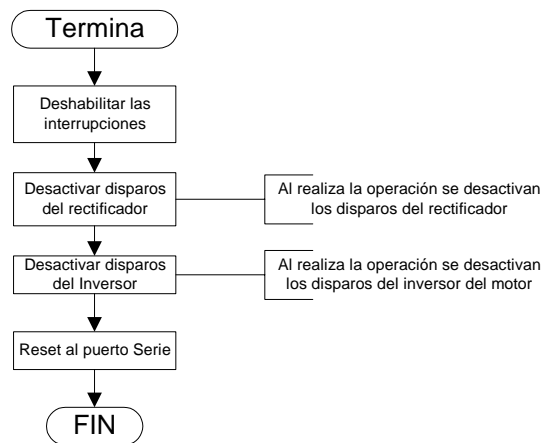 Termina
Deshabilitar las
interrupciones
Desactivar disparos
del rectificador
Al realiza la operación se desactivan
los disparos del rectificador
Desactivar disparos
del Inversor
Al realiza la operación se desactivan
los disparos del inversor del motor
Reset al puerto Serie
FIN